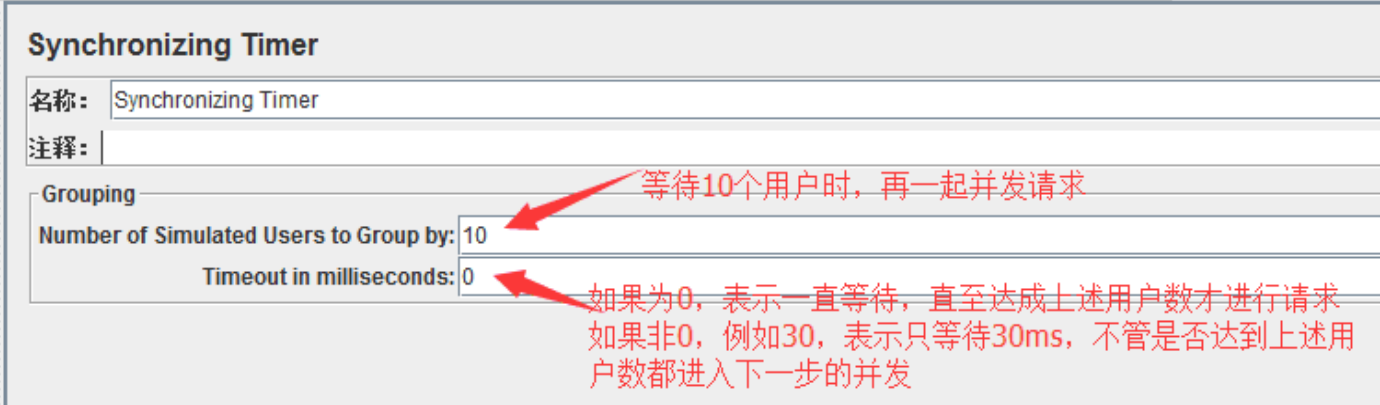 Synchronizing Timer
名称： Synchronizing Timer
注释：
Grouping
等待10个用户时，再一起并发请求
Number of Simulated Users to Group by: 10
Timeout in milliseconds: 0
如果为0，表示一直等待，直至达成上述用户数才进行请求
如果非0，例如30，表示只等待30ms，不管是否达到上述用
户数都进入下一步的并发